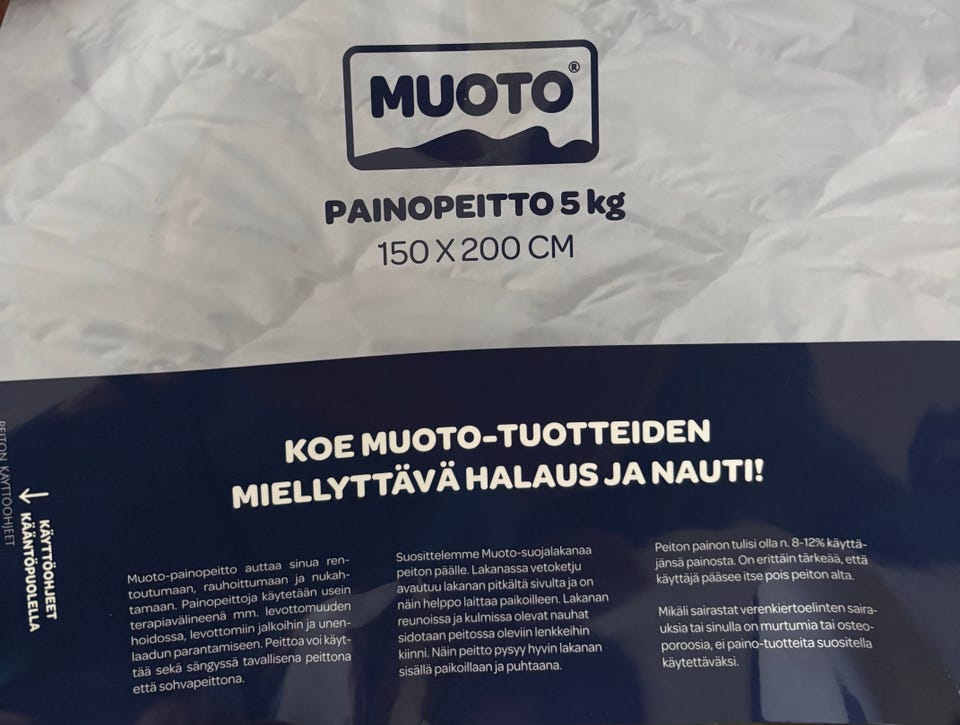 MUOTO®
PAINOPEITTO 5 kg
150 X 200 CM
KOE MUOTO-TUOTTEIDEN
MIELLYTTÄVÄ HALAUS JA NAUTI!
PEITON KÄYTTÖOHJEET
KÄYTTÖOHJEET
KÄÄNTÖPUOLELLA
Muoto-painopeitto auttaa sinua ren-
toutumaan, rauhoittumaan ja nukah-
tamaan. Painopeittoja käytetään usein
terapiavälineenä mm. levottomuuden
hoidossa, levottomiin jalkoihin ja unen-
laadun parantamiseen. Peittoa voi käyt-
tää sekä sängyssä tavallisena peittona
että sohvapeittona.
Suosittelemme Muoto-suojalakanaa
peiton päälle. Lakanassa vetoketju
avautuu lakanan pitkältä sivulta ja on
näin helppo laittaa paikoilleen. Lakanan
reunoissa ja kulmissa olevat nauhat
sidotaan peitossa oleviin lenkkeihin
kiinni. Näin peitto pysyy hyvin lakanan
sisällä paikoillaan ja puhtaana.
Peiton painon tulisi olla n. 8-12% käyttä-
jänsä painosta. On erittäin tärkeää, että
käyttäjä pääsee itse pois peiton alta.
Mikäli sairastat verenkiertoelinten saira-
uksia tai sinulla on murtumia tai osteo-
poroosia, ei paino-tuotteita suositella
käytettäväksi.